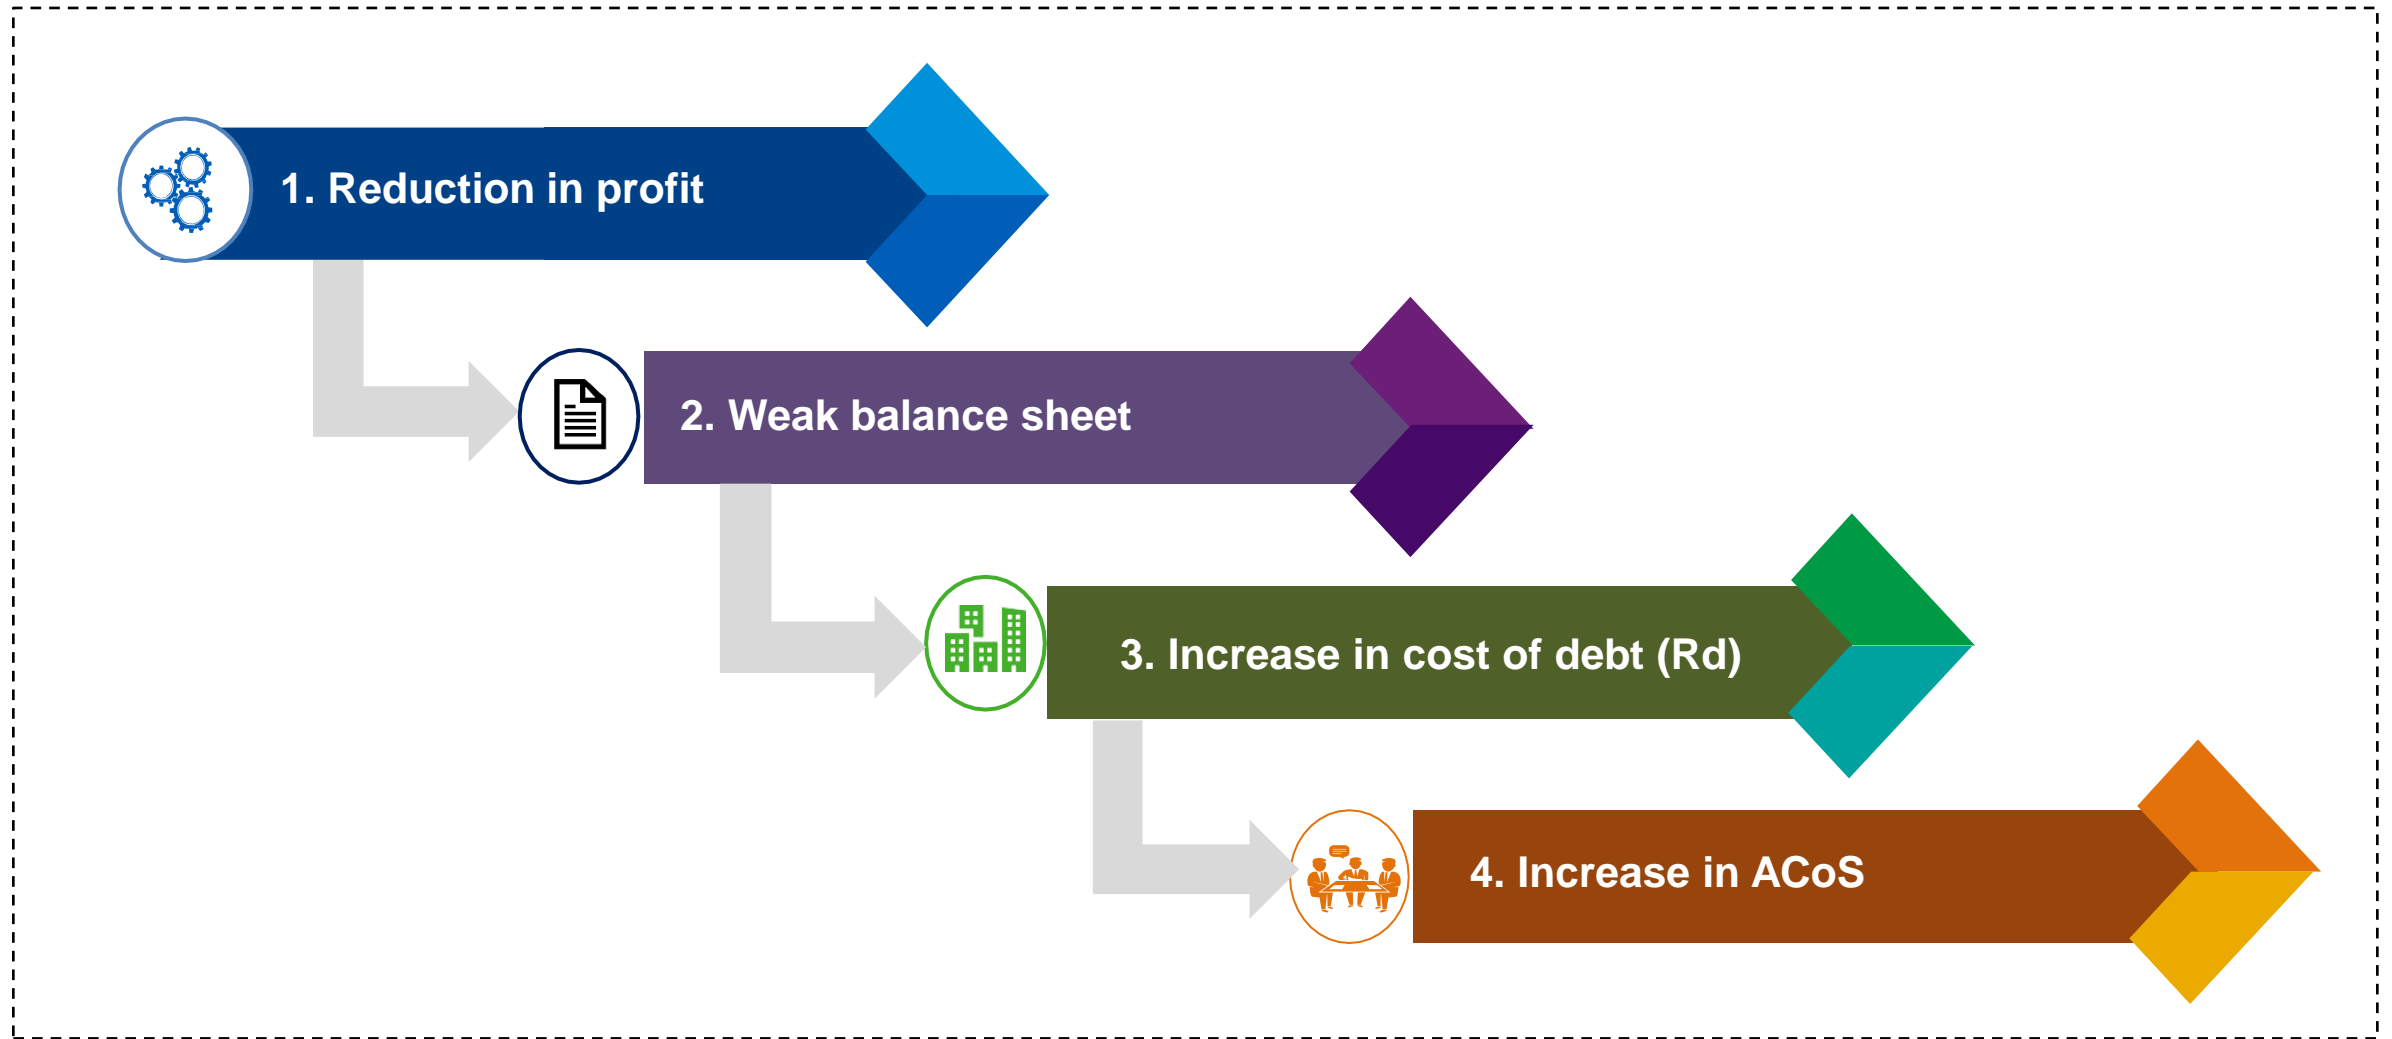 1. Reduction in profit
2. Weak balance sheet
3. Increase in cost of debt (Rd)
4. Increase in ACoS